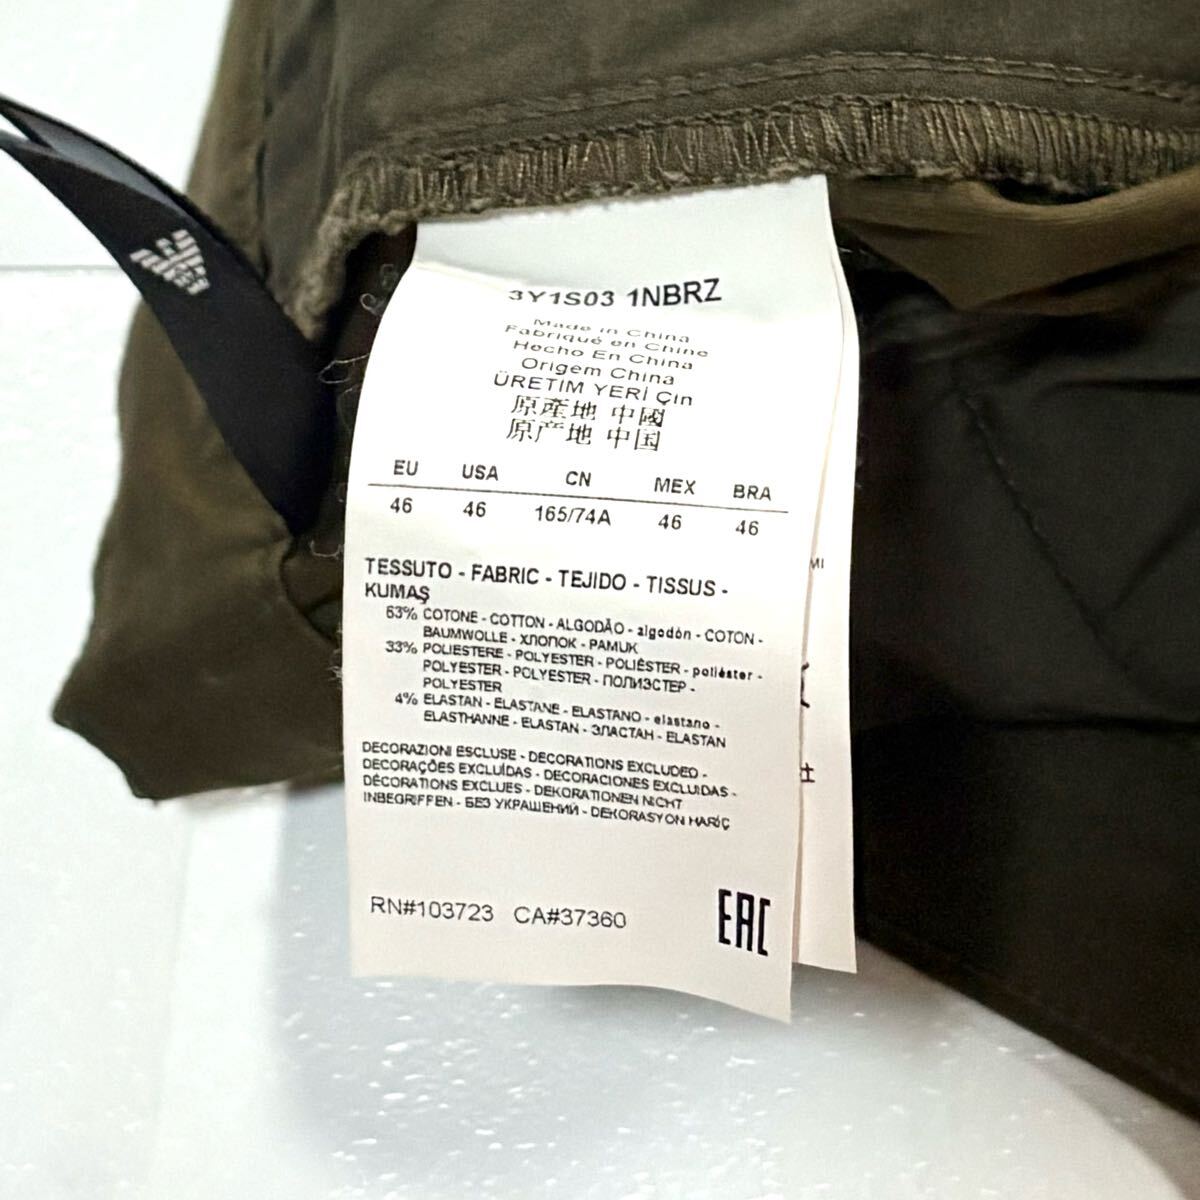 3Y1S03 1NBRZ
Made in China
Fabriqué en Chine
Hecho En China
Origem China
ÜRETIM YERİ Çin
原產地 中國
原产地 中国
EU USA CN MEX BRA
46 46 165/74A 46 46
TESSUTO - FABRIC - TEJIDO - TISSUS -
KUMAŞ
63% COTONE - COTTON - ALGODÃO - algodón - COTON -
BAUMWOLLE - ХЛОПОК - PAMUK
33% POLIESTERE - POLYESTER - POLIÉSTER - poliéster -
POLYESTER - POLYESTER - ПОЛИЭСТЕР -
POLYESTER
4% ELASTAN - ELASTANE - ELASTANO - elastano -
ELASTHANNE - ELASTAN - ЭЛАСТАН - ELASTAN
DECORAZIONI ESCLUSE - DECORATIONS EXCLUDED -
DECORAÇÕES EXCLUÍDAS - DECORACIONES EXCLUIDAS -
DÉCORATIONS EXCLUES - DEKORATIONEN NICHT
INBEGRIFFEN - БЕЗ УКРАШЕНИЙ - DEKORASYON HARİÇ
RN#103723 CA#37360
EAC